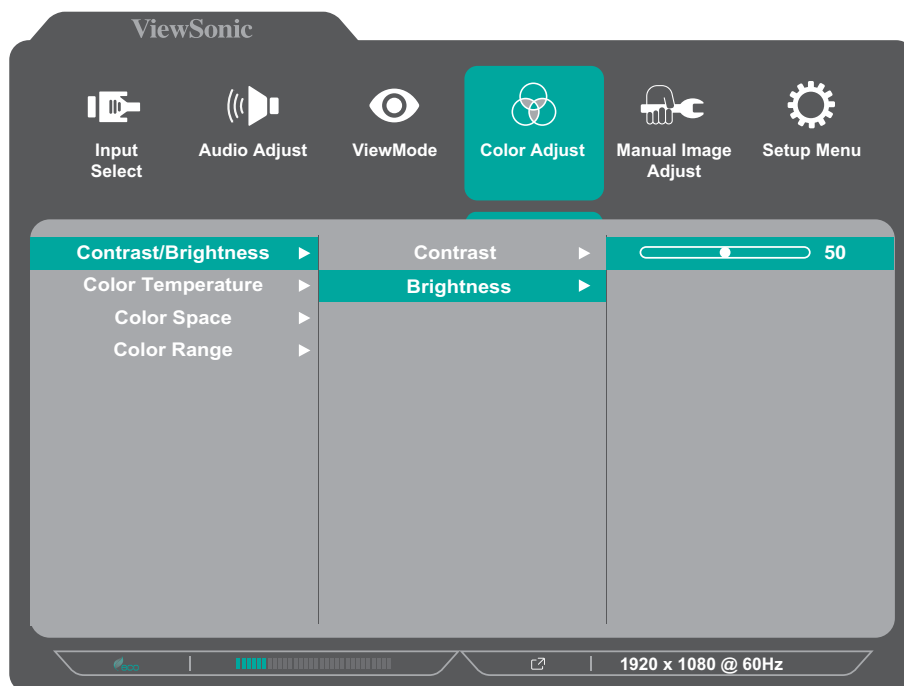 ViewSonic
Input
Select
Audio Adjust
ViewMode
Color Adjust
Manual Image
Adjust
Setup Menu
Contrast/Brightness
Color Temperature
Color Space
Color Range
Contrast
Brightness
50
eco
1920 x 1080 @ 60Hz